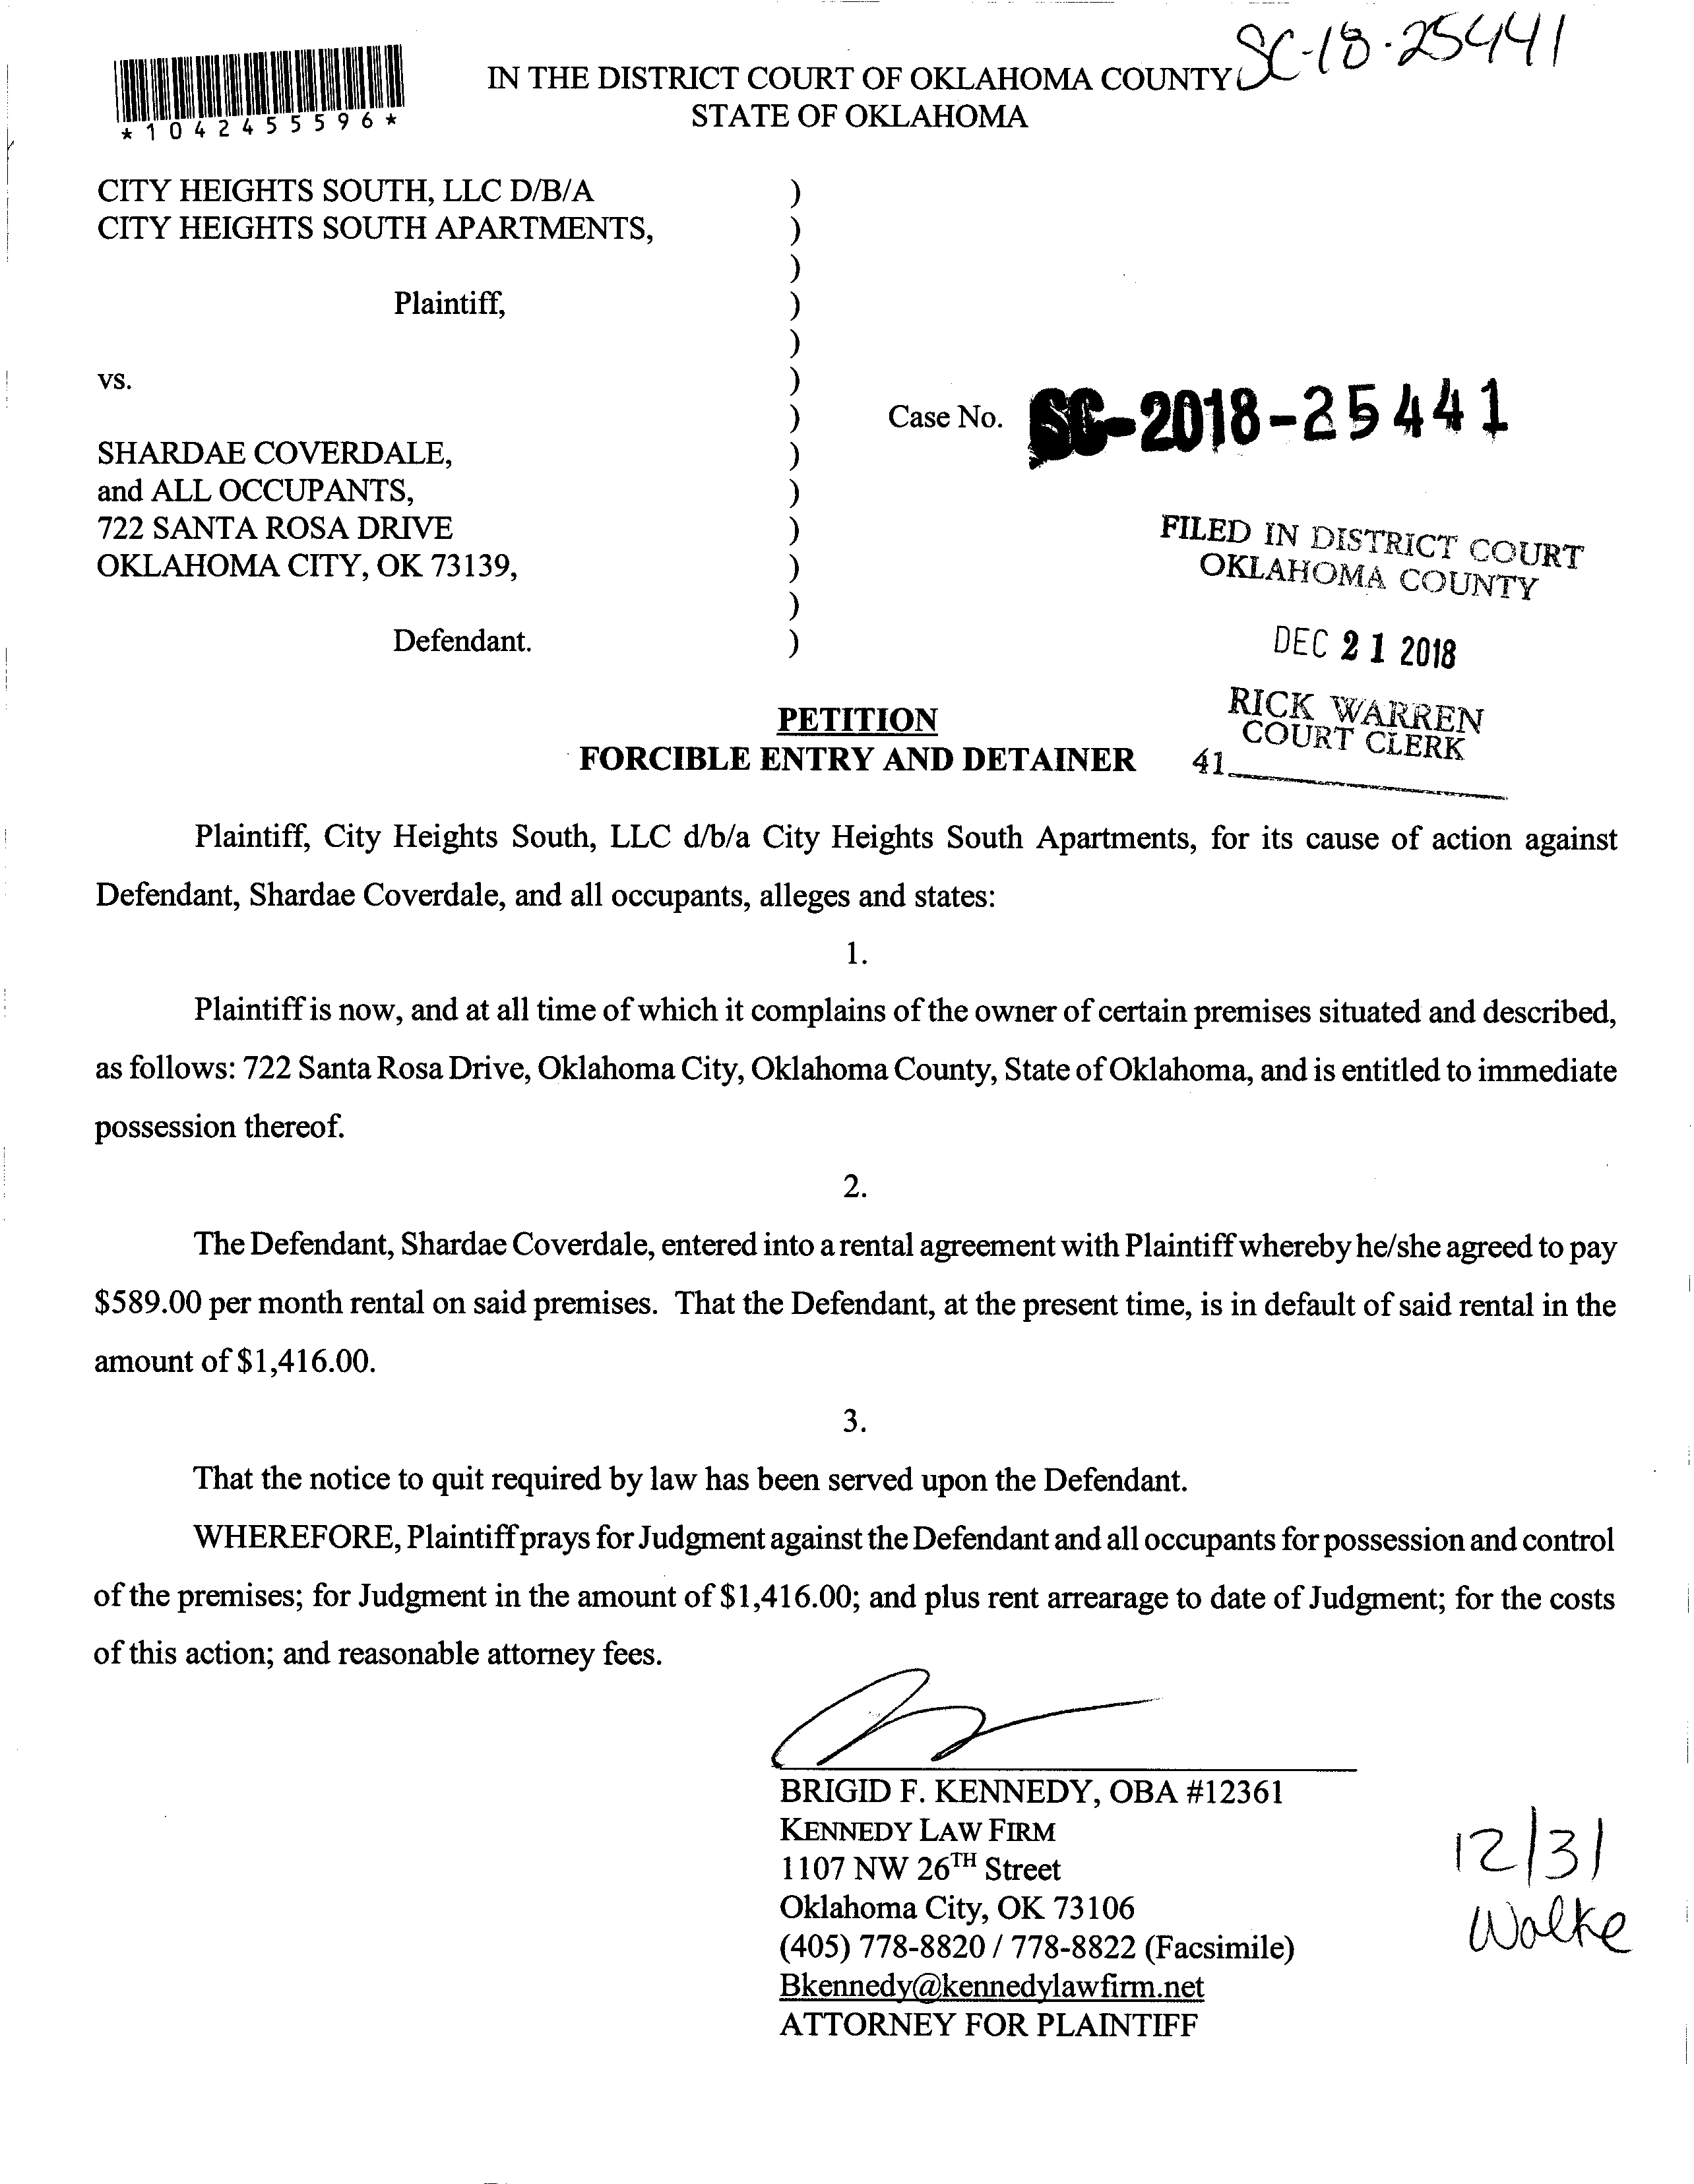 SC-18-25441
IN THE DISTRICT COURT OF OKLAHOMA COUNTY
STATE OF OKLAHOMA
*1042455596*
CITY HEIGHTS SOUTH, LLC D/B/A )
CITY HEIGHTS SOUTH APARTMENTS, )
)
Plaintiff, )
)
vs. )
) Case No. SC-2018-25441
SHARDAE COVERDALE, )
and ALL OCCUPANTS, )
722 SANTA ROSA DRIVE )
OKLAHOMA CITY, OK 73139, )
)
Defendant. )
FILED IN DISTRICT COURT
OKLAHOMA COUNTY
DEC 21 2018
RICK WARREN
COURT CLERK
41
PETITION
FORCIBLE ENTRY AND DETAINER
Plaintiff, City Heights South, LLC d/b/a City Heights South Apartments, for its cause of action against
Defendant, Shardae Coverdale, and all occupants, alleges and states:
1.
Plaintiff is now, and at all time of which it complains of the owner of certain premises situated and described,
as follows: 722 Santa Rosa Drive, Oklahoma City, Oklahoma County, State of Oklahoma, and is entitled to immediate
possession thereof.
2.
The Defendant, Shardae Coverdale, entered into a rental agreement with Plaintiff whereby he/she agreed to pay
$589.00 per month rental on said premises. That the Defendant, at the present time, is in default of said rental in the
amount of $1,416.00.
3.
That the notice to quit required by law has been served upon the Defendant.
WHEREFORE, Plaintiff prays for Judgment against the Defendant and all occupants for possession and control
of the premises; for Judgment in the amount of $1,416.00; and plus rent arrearage to date of Judgment; for the costs
of this action; and reasonable attorney fees.
BRIGID F. KENNEDY, OBA #12361
KENNEDY LAW FIRM
1107 NW 26TH Street
Oklahoma City, OK 73106
(405) 778-8820 / 778-8822 (Facsimile)
Bkennedy@kennedylawfirm.net
ATTORNEY FOR PLAINTIFF
12/31
Walke